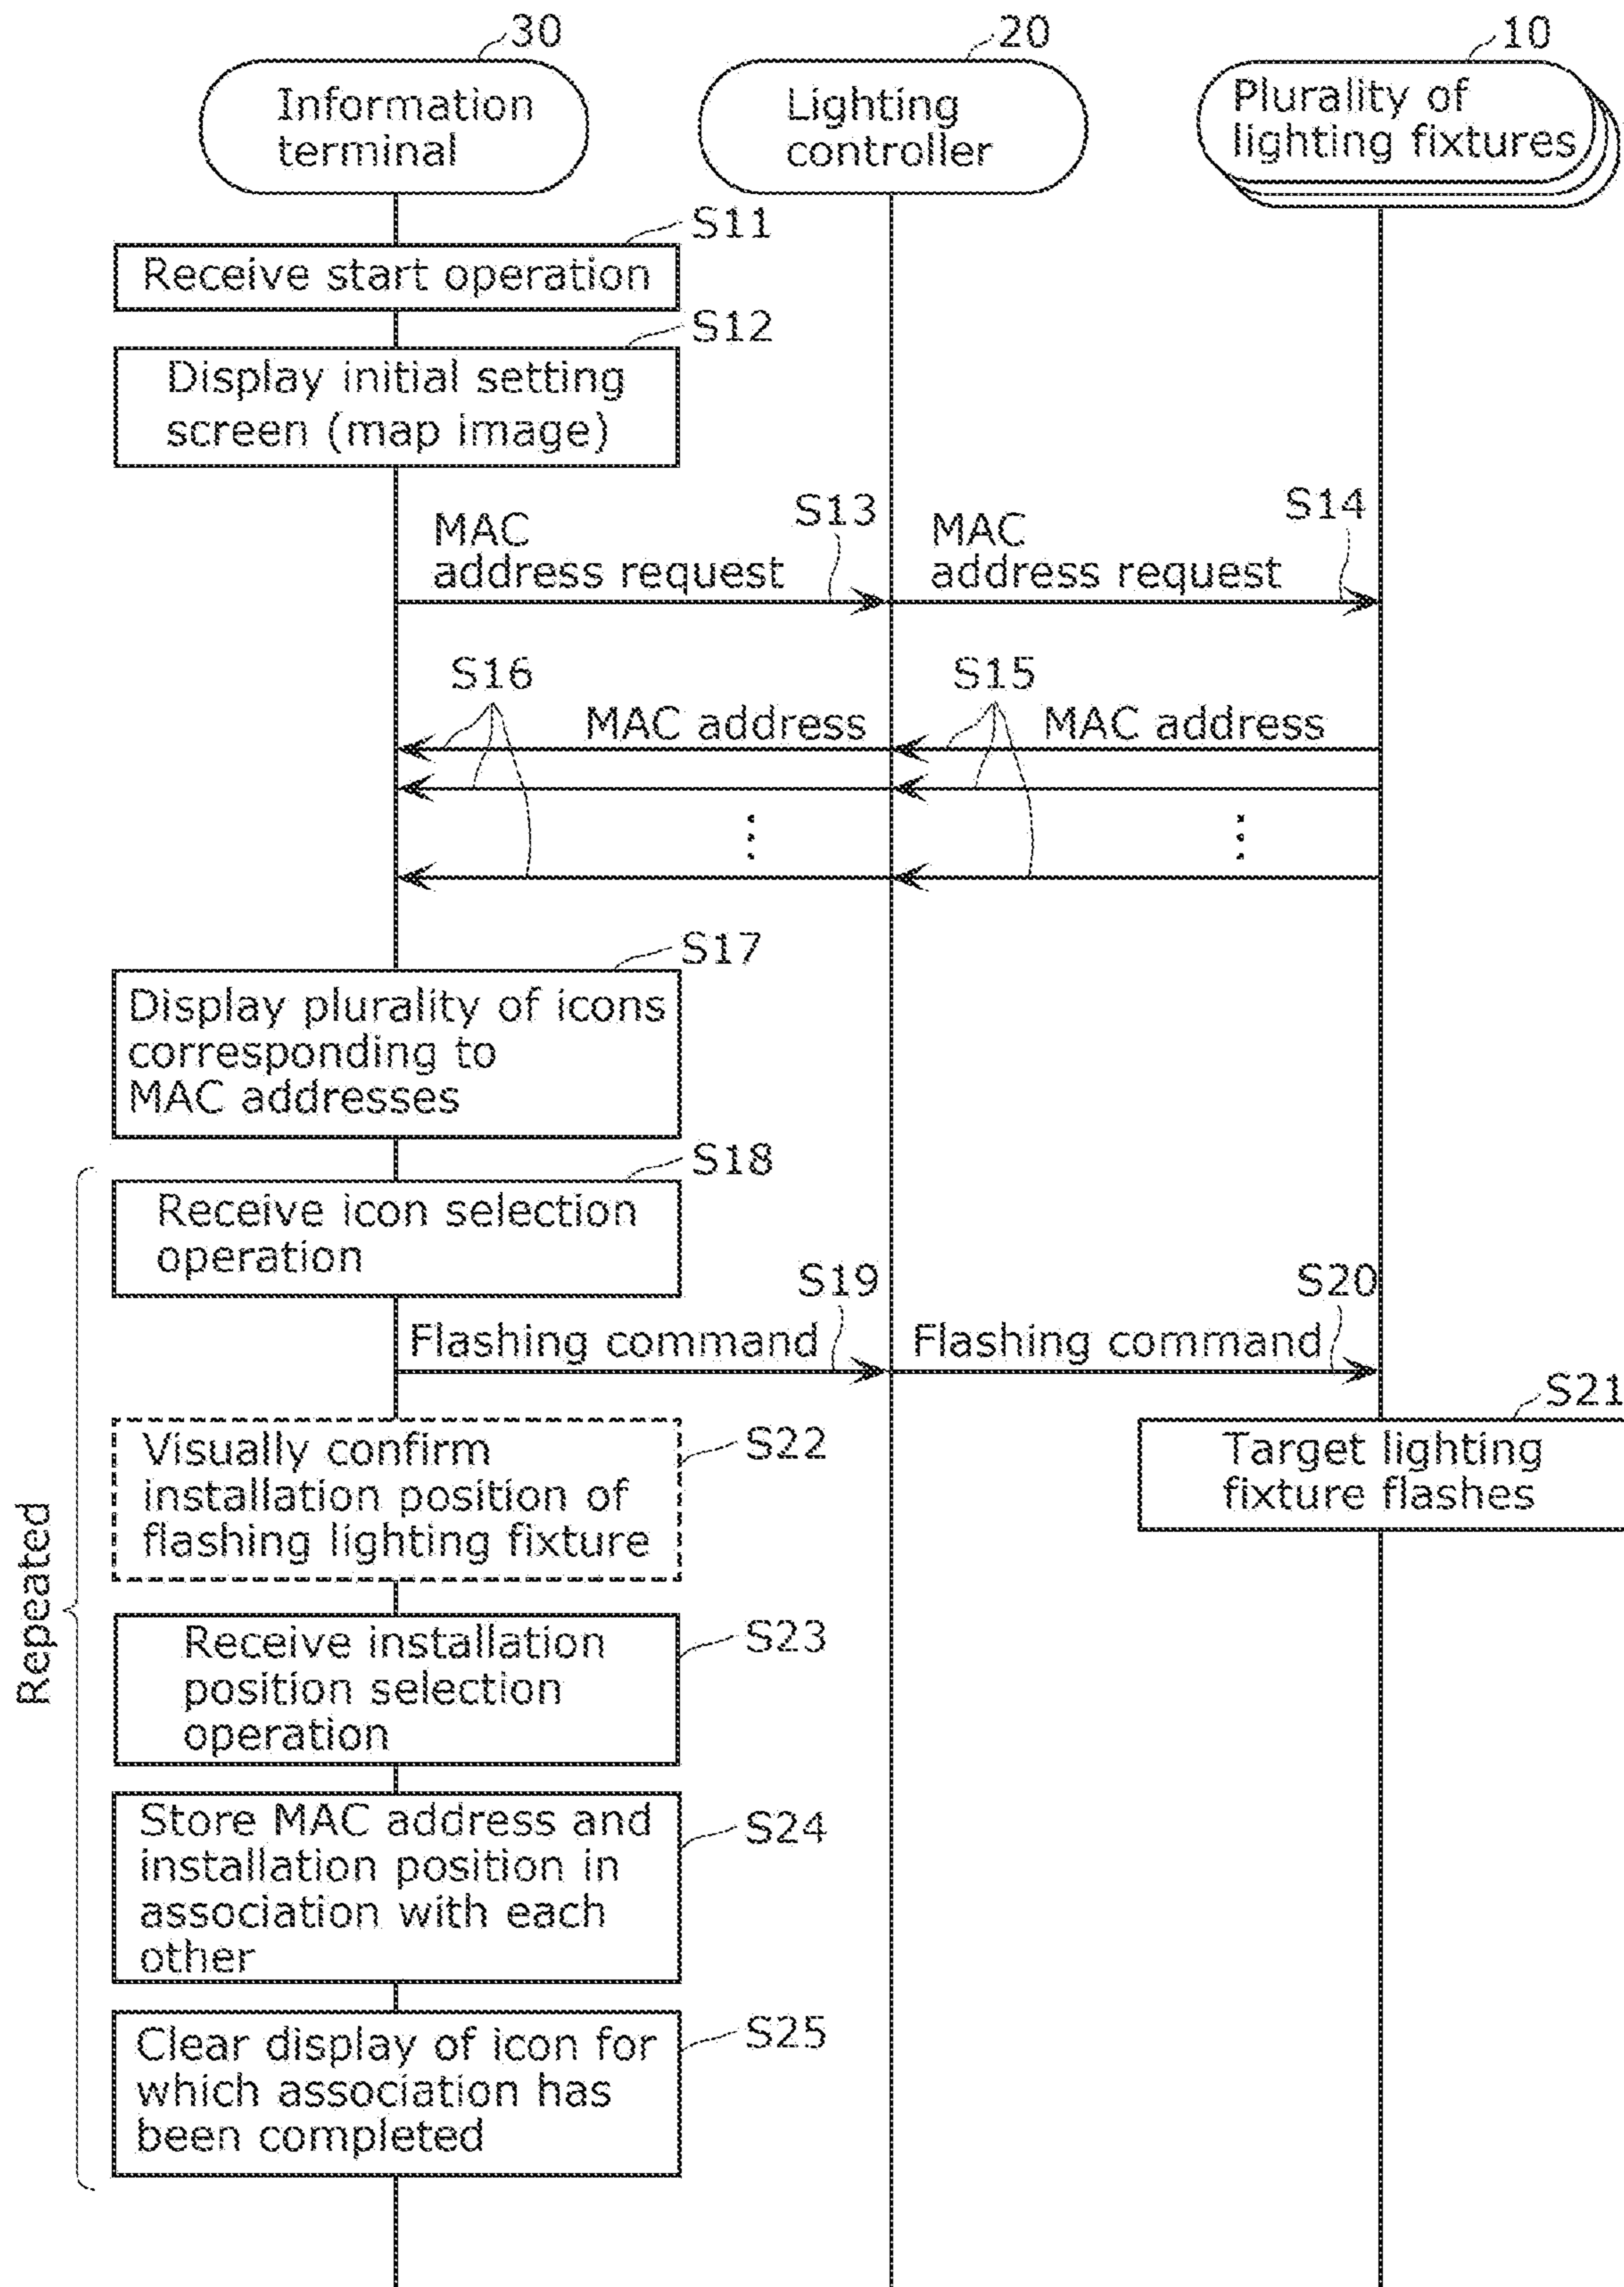 30
20
10
Information
terminal
Lighting
controller
Plurality of
lighting fixtures
S11
Receive start operation
S12
Display initial setting
screen (map image)
S13
MAC
address request
S14
MAC
address request
S16
S15
MAC address
MAC address
S17
Display plurality of icons
corresponding to
MAC addresses
S18
Receive icon selection
operation
S19
S20
Flashing command
Flashing command
S21
Target lighting
fixture flashes
S22
Visually confirm
installation position of
flashing lighting fixture
Repeated
S23
Receive installation
position selection
operation
S24
Store MAC address and
installation position in
association with each
other
S25
Clear display of icon for
which association has
been completed